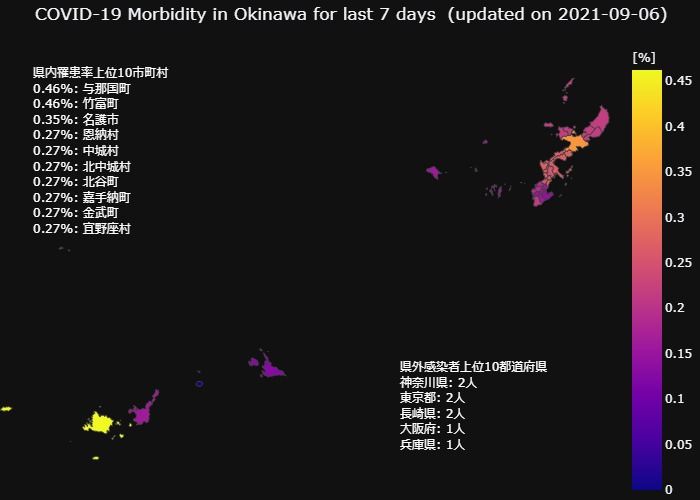 COVID-19 Morbidity in Okinawa for last 7 days (updated on 2021-09-06)
県内罹患率上位10市町村
0.46%: 与那国町
0.46%: 竹富町
0.35%: 名護市
0.27%: 恩納村
0.27%: 中城村
0.27%: 北中城村
0.27%: 北谷町
0.27%: 嘉手納町
0.27%: 金武町
0.27%: 宜野座村
[%]
0.45
0.4
0.35
0.3
0.25
0.2
0.15
0.1
0.05
0
県外感染者上位10都道府県
神奈川県: 2人
東京都: 2人
長崎県: 2人
大阪府: 1人
兵庫県: 1人